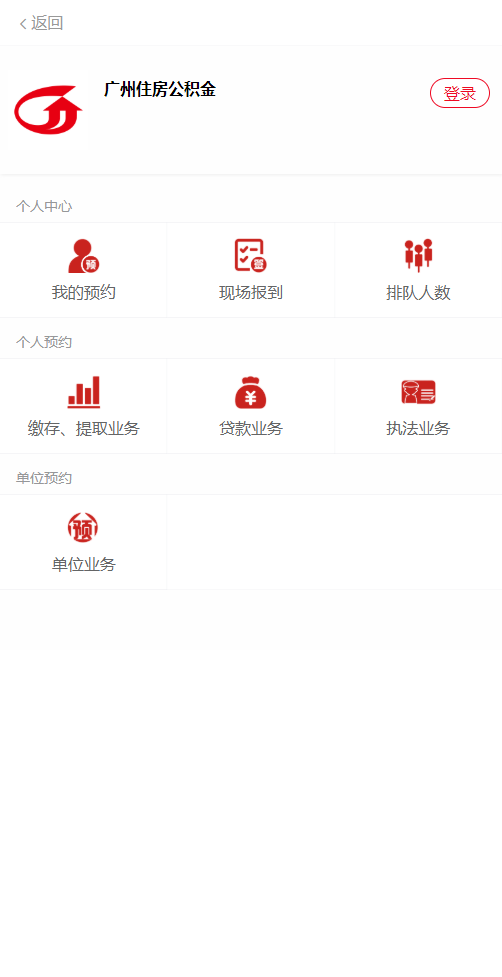 返回
广州住房公积金
登录
个人中心
预
签
我的预约 现场报到 排队人数
个人预约
缴存、提取业务 贷款业务 执法业务
单位预约
预
单位业务